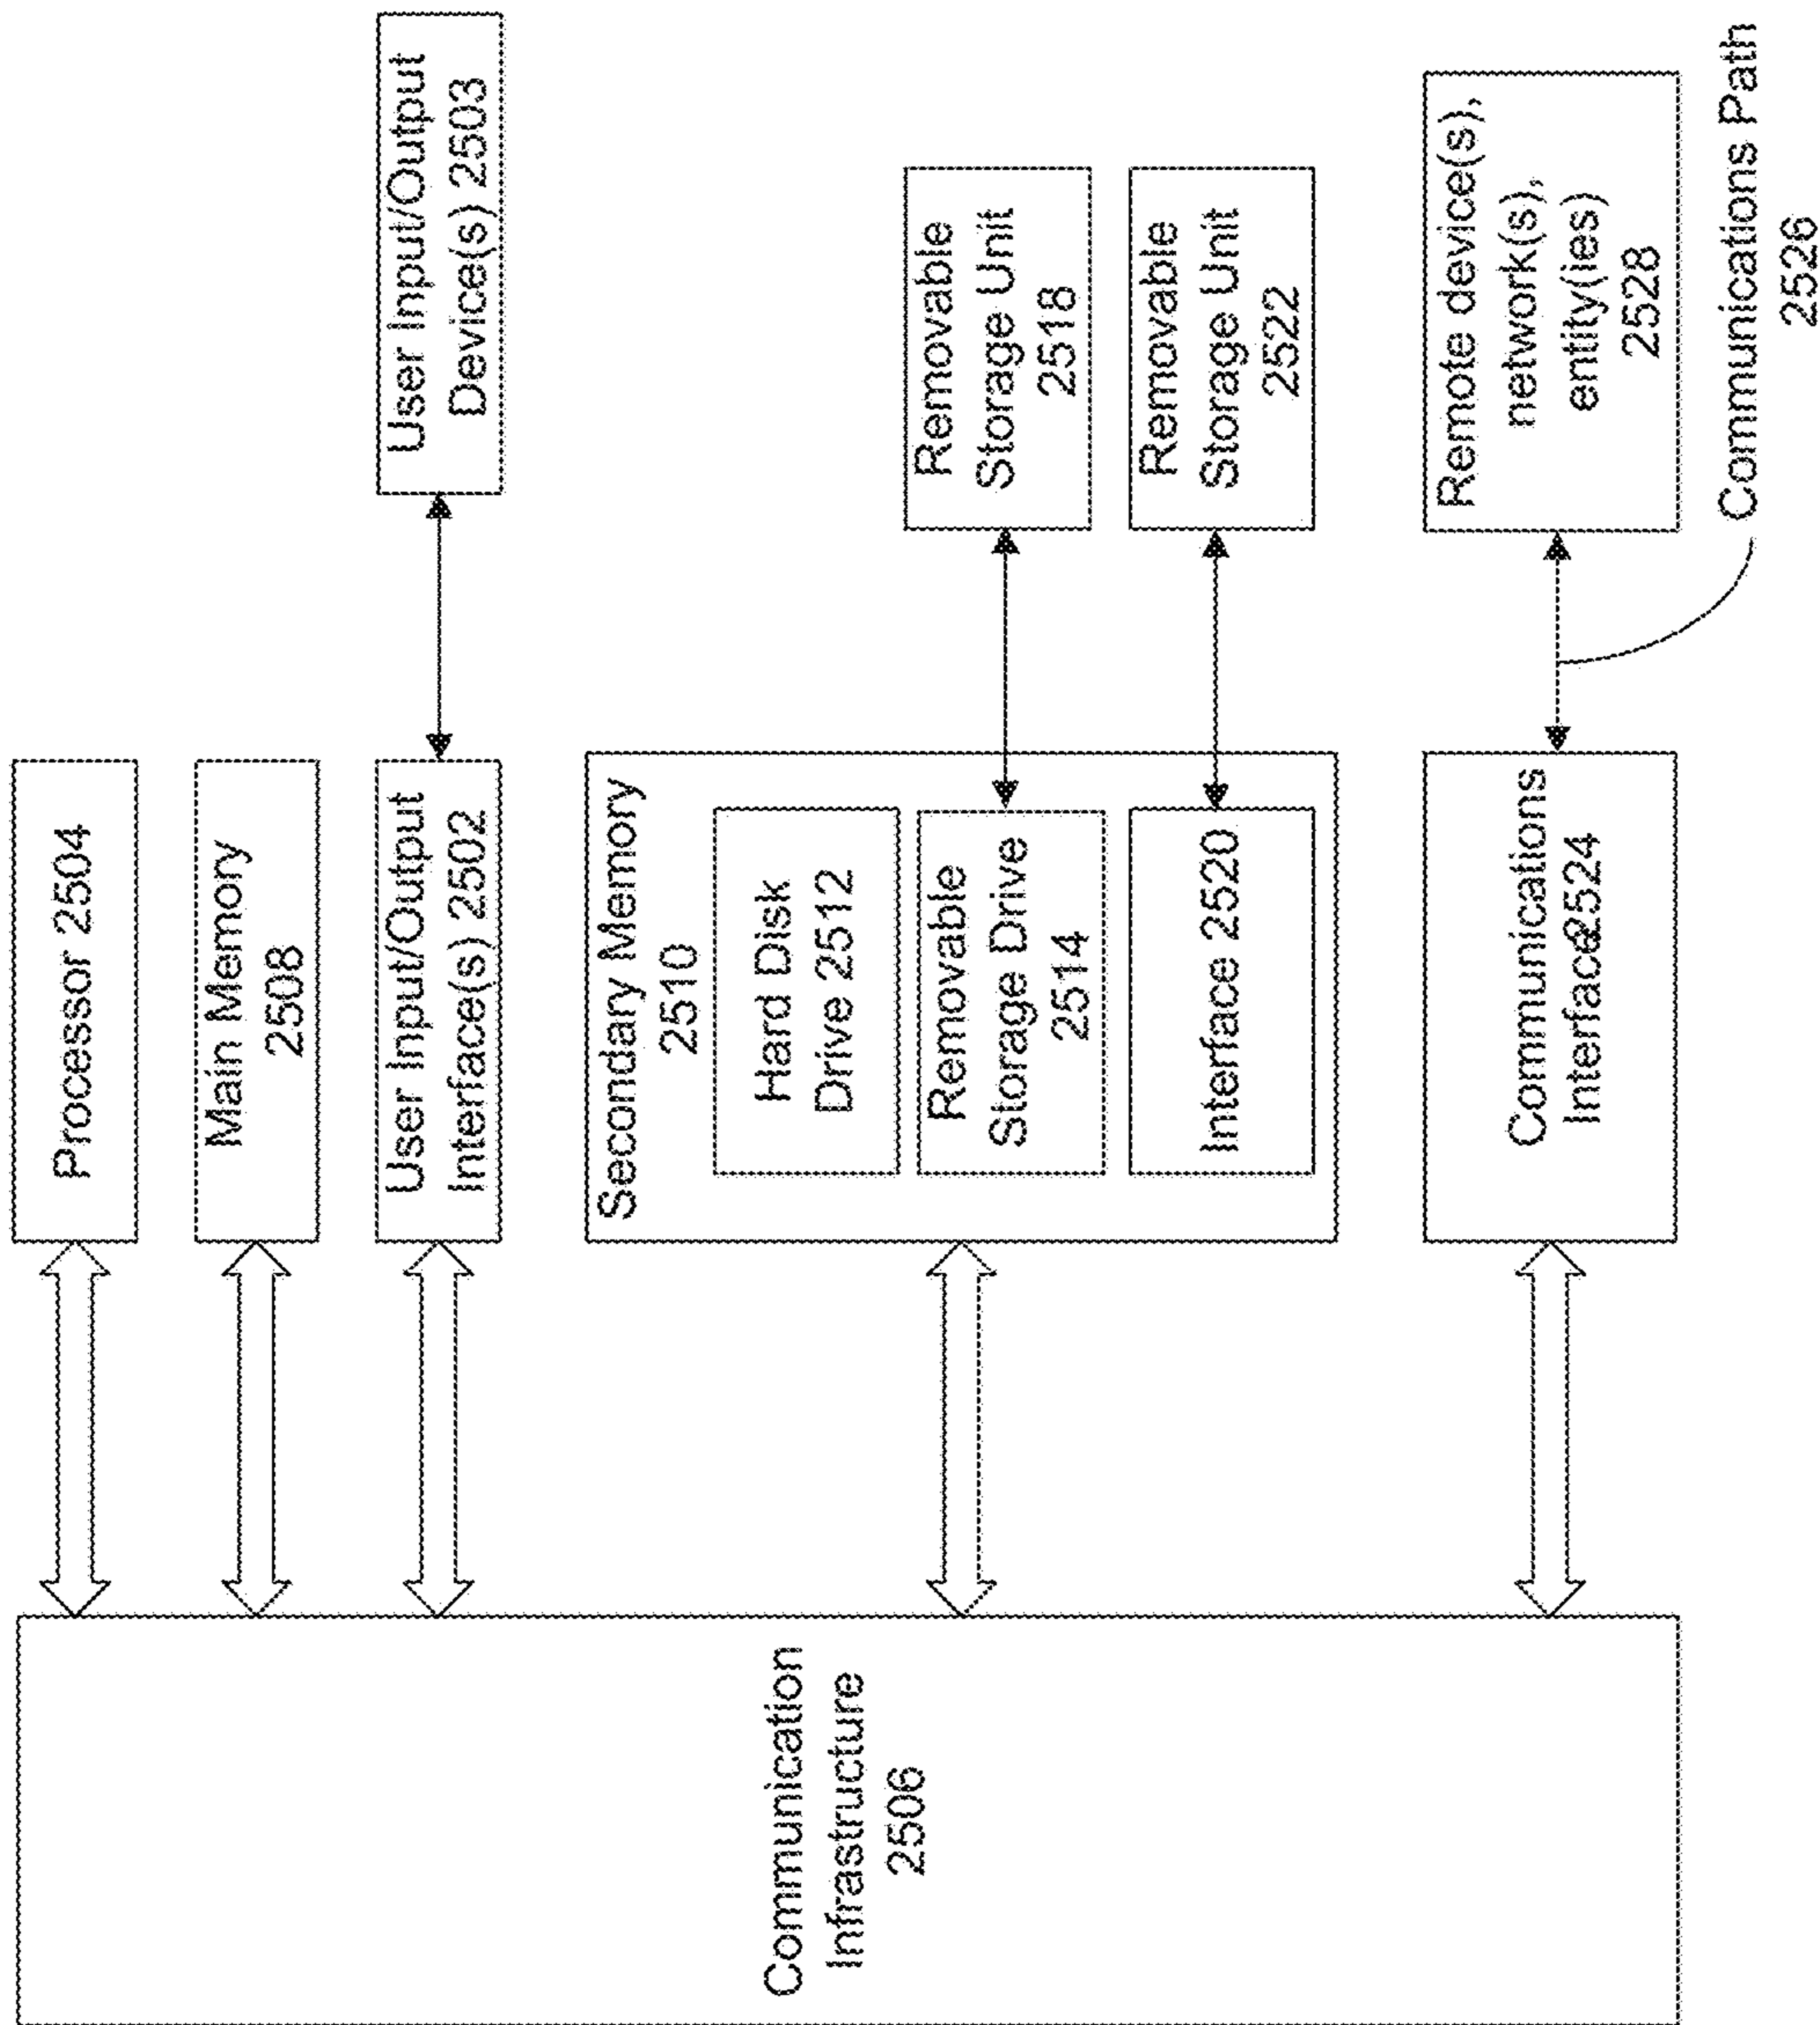 Processor 2504
Main Memory
2508
User Input/Output
Interface(s) 2502
User Input/Output
Device(s) 2503
Secondary Memory
2510
Hard Disk
Drive 2512
Removable
Storage Drive
2514
Interface 2520
Removable
Storage Unit
2518
Removable
Storage Unit
2522
Communications
Interface2524
Remote device(s),
network(s),
entity(ies)
2528
Communications Path
2526
Communication
Infrastructure
2506